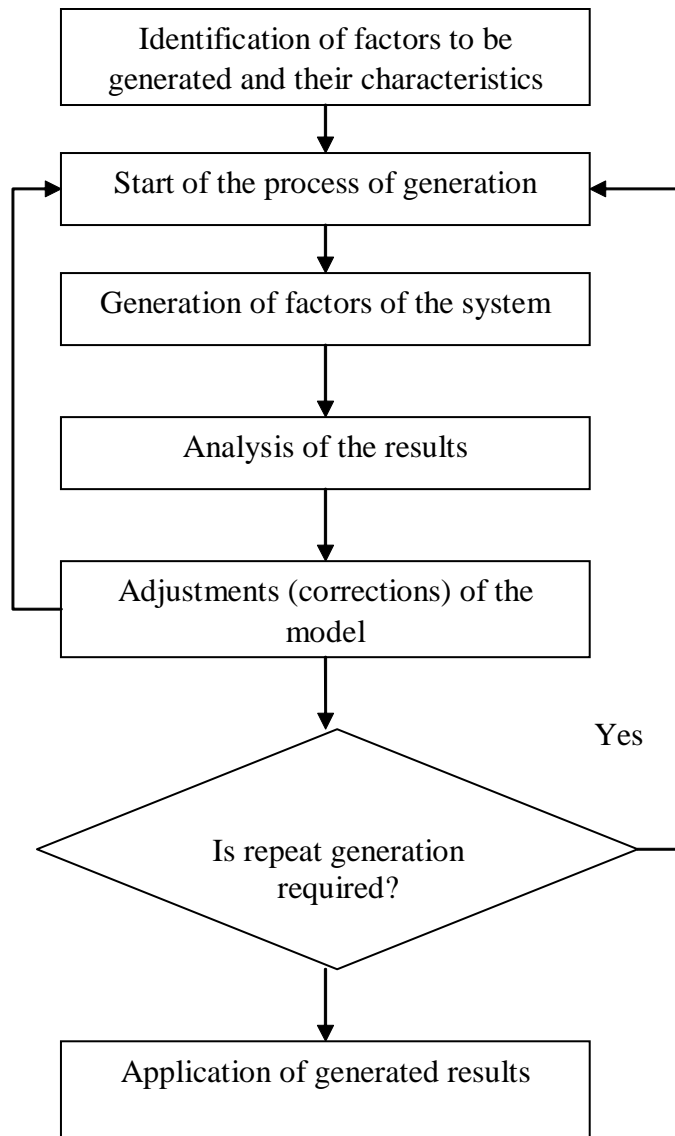 Identification of factors to be
generated and their characteristics
Start of the process of generation
Generation of factors of the system
Analysis of the results
Adjustments (corrections) of the
model
Yes
Is repeat generation
required?
Application of generated results